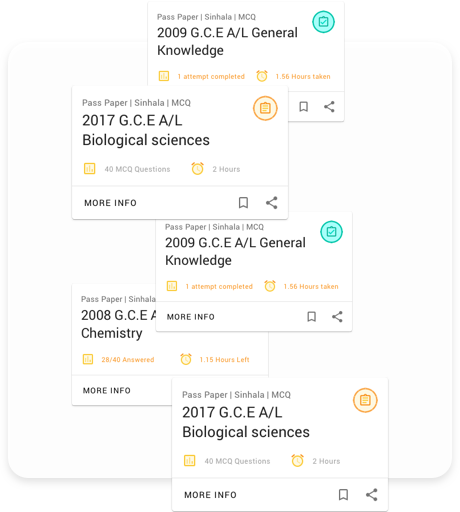 Pass Paper | Sinhala | MCQ
2009 G.C.E A/L General
Knowledge
1 attempt completed
1.56 Hours taken
Pass Paper | Sinhala | MCQ
2017 G.C.E A/L
Biological sciences
40 MCQ Questions
2 Hours
MORE INFO
Pass Paper | Sinhala | MCQ
2009 G.C.E A/L General
Knowledge
1 attempt completed
1.56 Hours taken
MORE INFO
Pass Paper | Sinhala
2008 G.C.E A
Chemistry
28/40 Answered
1.15 Hours Left
MORE INFO
Pass Paper | Sinhala | MCQ
2017 G.C.E A/L
Biological sciences
40 MCQ Questions
2 Hours
MORE INFO